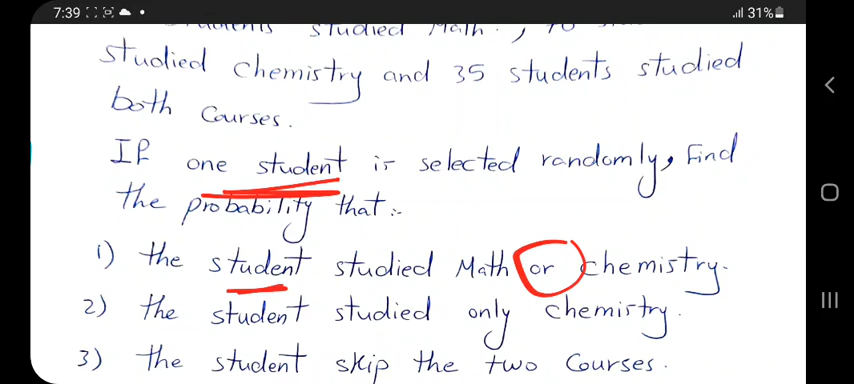 7:39
31%
studied Math.,
studied chemistry and 35 students studied
both Courses.
If one student is selected randomly, Find
the probability that:-
1) the student studied Math or chemistry.
2) the student studied only chemistry.
3) the student skip the two Courses.